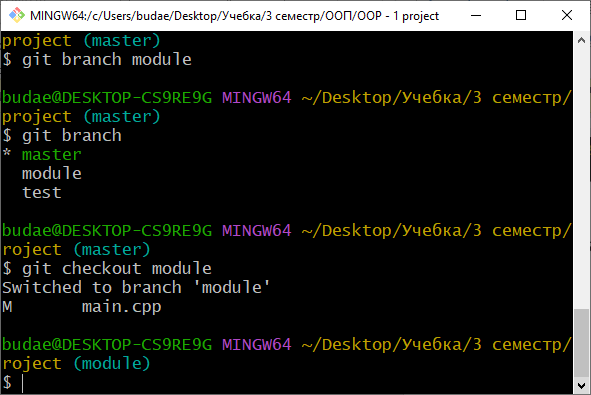 MINGW64:/c/Users/budae/Desktop/Учебка/3 семестр/ООП/OOP - 1 project
project (master)
$ git branch module
budae@DESKTOP-CS9RE9G MINGW64 ~/Desktop/Учебка/3 семестр/
project (master)
$ git branch
* master
module
test
budae@DESKTOP-CS9RE9G MINGW64 ~/Desktop/Учебка/3 семестр/
roject (master)
$ git checkout module
Switched to branch 'module'
M main.cpp
budae@DESKTOP-CS9RE9G MINGW64 ~/Desktop/Учебка/3 семестр/
roject (module)
$